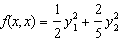 f(x,x) = 1/2 y₁² + 2/5 y₂²